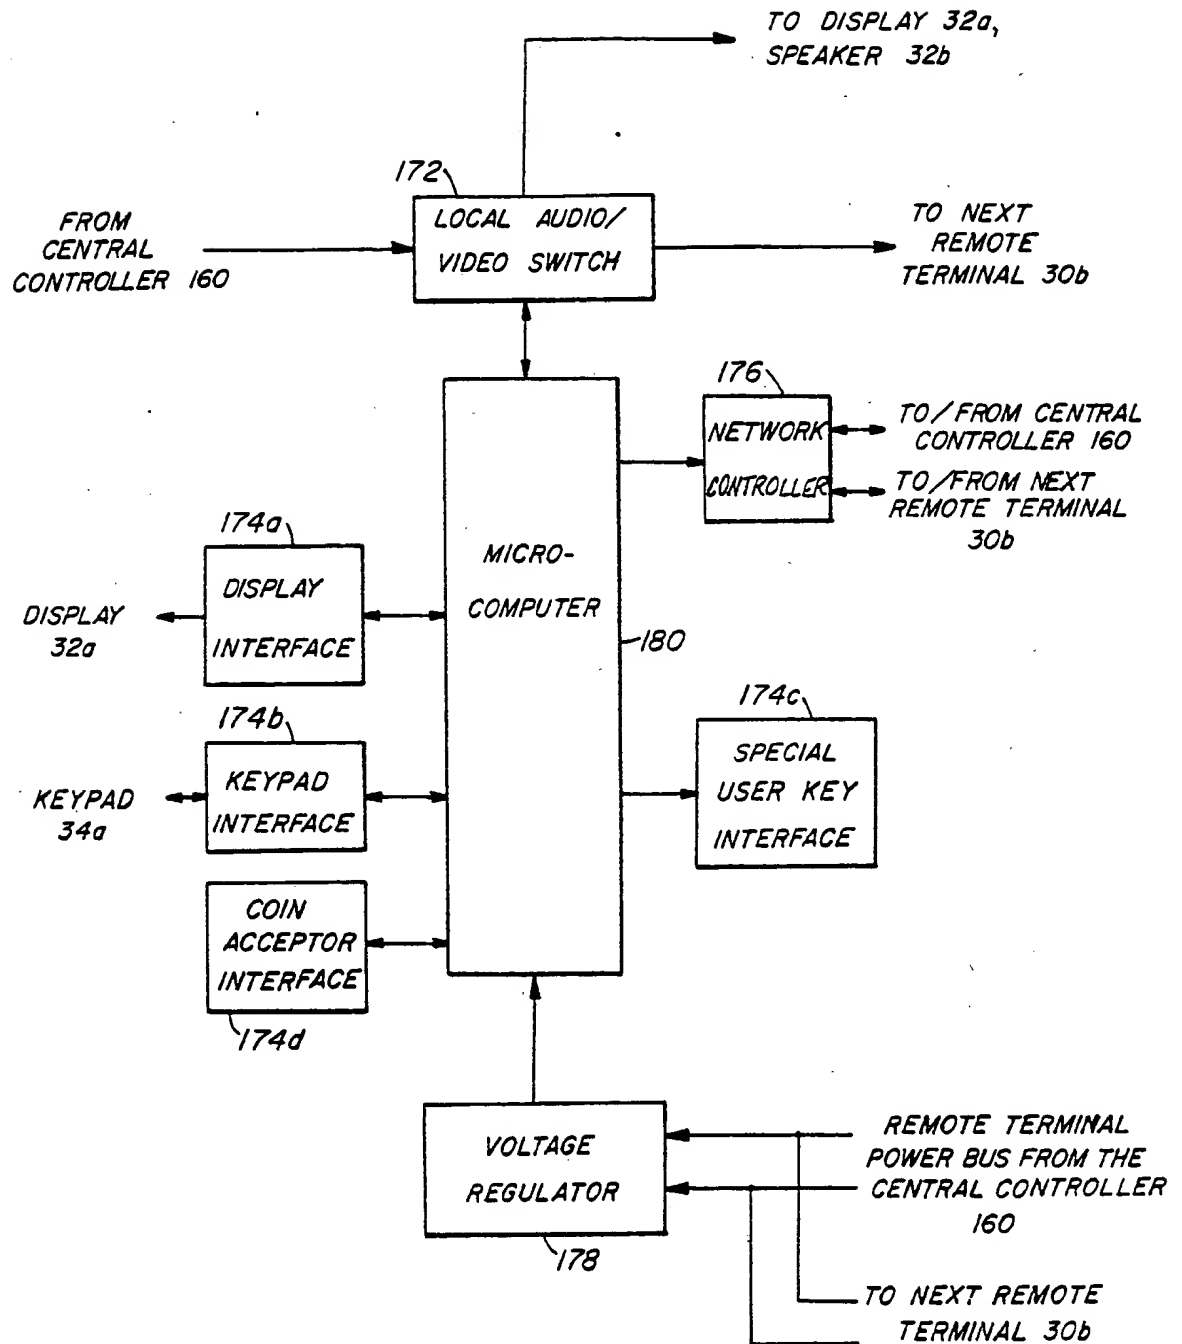 TO DISPLAY 32a,
SPEAKER 32b
172
FROM
CENTRAL
CONTROLLER 160
LOCAL AUDIO/
VIDEO SWITCH
TO NEXT
REMOTE
TERMINAL 30b
176
NETWORK
CONTROLLER
TO/FROM CENTRAL
CONTROLLER 160
TO/FROM NEXT
REMOTE TERMINAL
30b
MICRO-
COMPUTER
180
174a
DISPLAY
INTERFACE
DISPLAY
32a
174b
KEYPAD
INTERFACE
KEYPAD
34a
174c
SPECIAL
USER KEY
INTERFACE
COIN
ACCEPTOR
INTERFACE
174d
VOLTAGE
REGULATOR
178
REMOTE TERMINAL
POWER BUS FROM THE
CENTRAL CONTROLLER
160
TO NEXT REMOTE
TERMINAL 30b